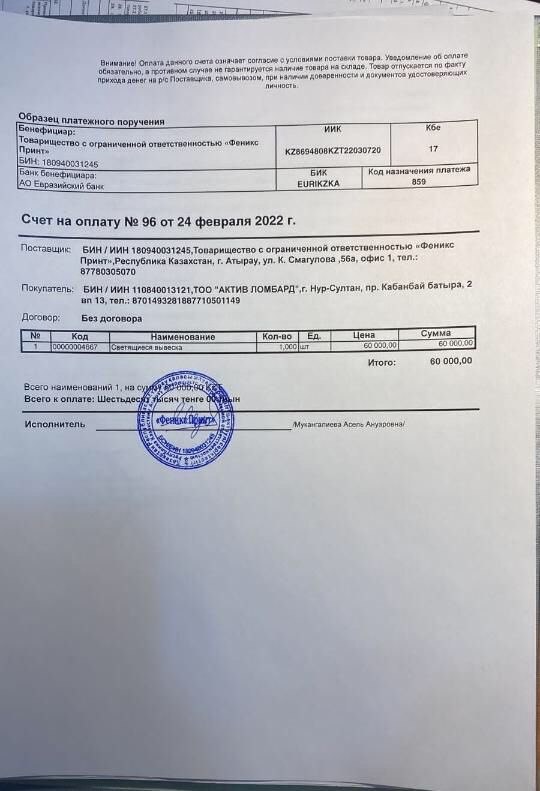 Внимание! Оплата данного счета означает согласие с условиями поставки товара. Уведомление об оплате
обязательно, в противном случае не гарантируется наличие товара на складе. Товар отпускается по факту
прихода денег на р/с Поставщика, самовывозом, при наличии доверенности и документов удостоверяющих
личность.
Образец платежного поручения
Бенефициар: ИИК Кбе
Товарищество с ограниченной ответственностью «Феникс
Принт» KZ8694808KZT22030720 17
БИН: 180940031245
Банк бенефициара: БИК Код назначения платежа
АО Евразийский банк EURIKZKA 859
Счет на оплату № 96 от 24 февраля 2022 г.
Поставщик: БИН / ИИН 180940031245,Товарищество с ограниченной ответственностью «Феникс
Принт»,Республика Казахстан, г. Атырау, ул. К. Смагулова ,56а, офис 1, тел.:
87780305070
Покупатель: БИН / ИИН 110840013121,ТОО "АКТИВ ЛОМБАРД",г. Нур-Султан, пр. Кабанбай батыра, 2
вп 13, тел.: 8701493281887710501149
Договор: Без договора
№ Код Наименование Кол-во Ед. Цена Сумма
1 00000004667 Светящиеся вывеска 1,000 шт 60 000,00 60 000,00
Итого: 60 000,00
Всего наименований 1, на сумму 60 000,00 KZT
Всего к оплате: Шестьдесят тысяч тенге 00 тиын
Исполнитель /Мукангалиева Асель Ануаровна/
«Феникс Принт»